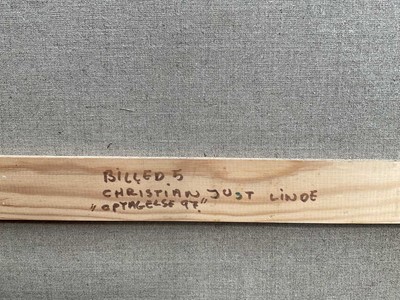 BILLED 5
CHRISTIAN JUST LINDE
"OPTAGELSE 97"